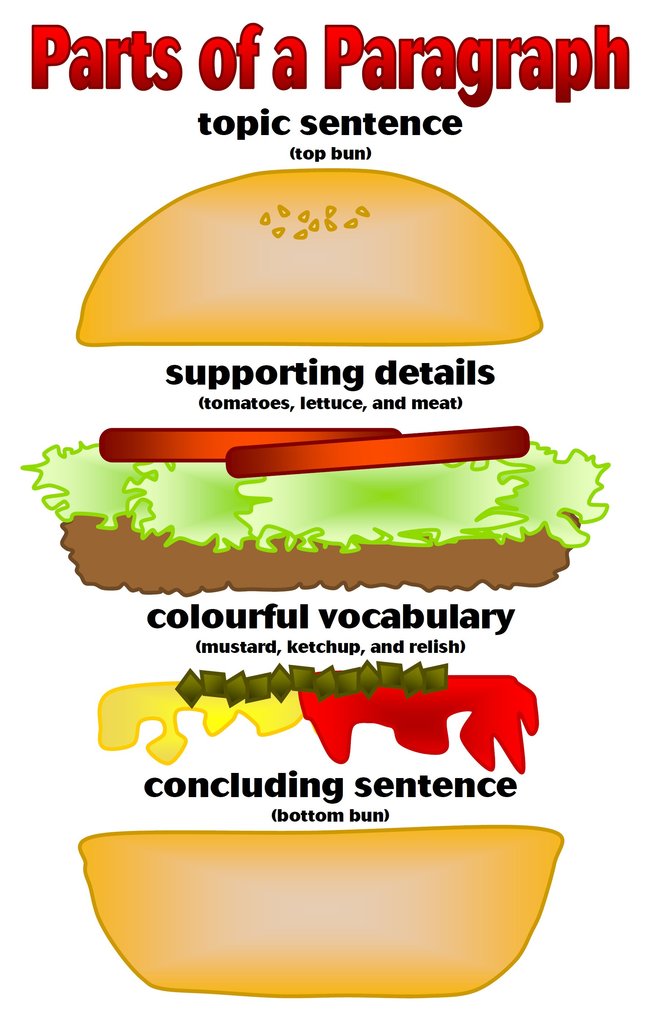 Parts of a Paragraph
topic sentence
(top bun)
supporting details
(tomatoes, lettuce, and meat)
colourful vocabulary
(mustard, ketchup, and relish)
concluding sentence
(bottom bun)